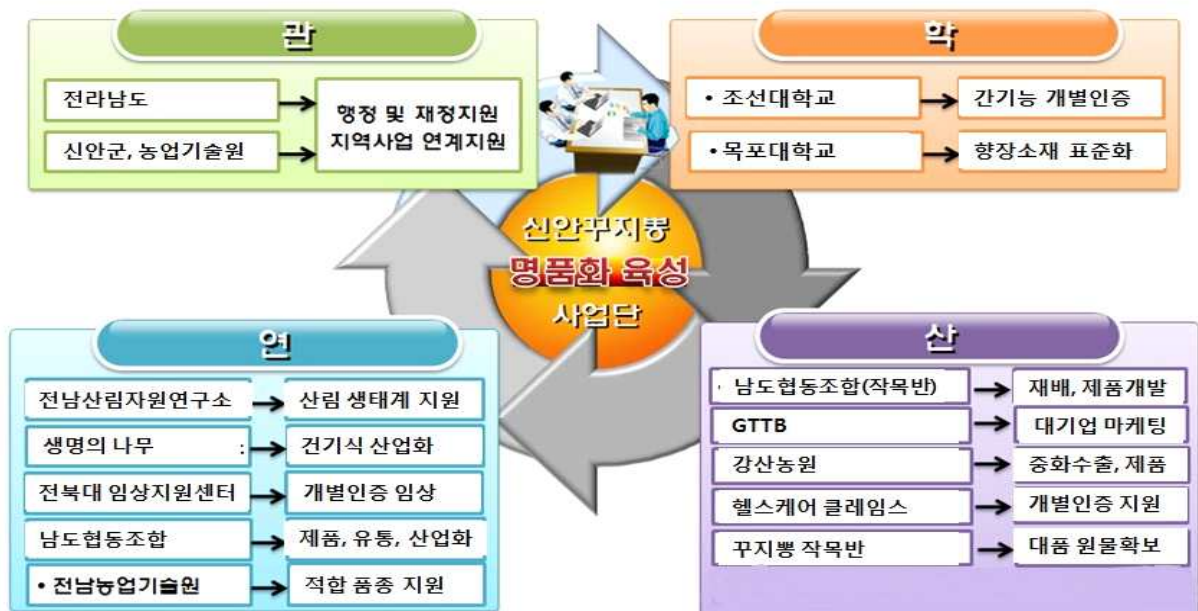 관
전라남도
신안군, 농업기술원
행정 및 재정지원
지역사업 연계지원
학
• 조선대학교
간기능 개별인증
• 목포대학교
향장소재 표준화
신안꾸지뽕
명품화 육성
사업단
연
전남산림자원연구소
산림 생태계 지원
생명의 나무 :
건기식 산업화
전북대 임상지원센터
개별인증 임상
남도협동조합
제품, 유통, 산업화
• 전남농업기술원
적합 품종 지원
산
· 남도협동조합(작목반)
재배, 제품개발
GTTB
대기업 마케팅
강산농원
중화수출, 제품
헬스케어 클레임스
개별인증 지원
꾸지뽕 작목반
대품 원물확보